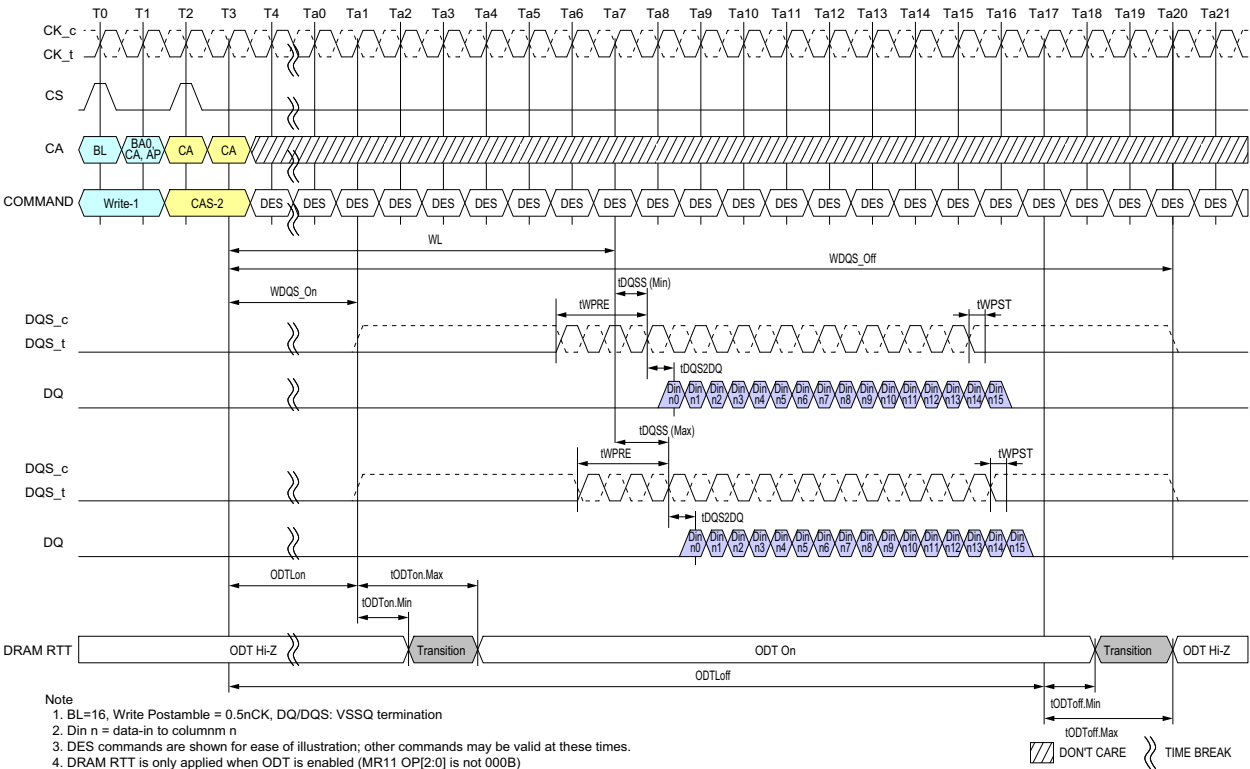 T0 T1 T2 T3 T4 Ta0 Ta1 Ta2 Ta3 Ta4 Ta5 Ta6 Ta7 Ta8 Ta9 Ta10 Ta11 Ta12 Ta13 Ta14 Ta15 Ta16 Ta17 Ta18 Ta19 Ta20 Ta21
CK_c
CK_t
CS
CA BL BA0, CA, AP CA CA
COMMAND Write-1 CAS-2 DES DES DES DES DES DES DES DES DES DES DES DES DES DES DES DES DES DES DES DES DES DES DES
WL
WDQS_Off
WDQS_On
tDQSS (Min)
tWPRE
tWPST
DQS_c
DQS_t
tDQS2DQ
DQ Din n0 Din n1 Din n2 Din n3 Din n4 Din n5 Din n6 Din n7 Din n8 Din n9 Din n10 Din n11 Din n12 Din n13 Din n14 Din n15
tDQSS (Max)
tWPRE
tWPST
DQS_c
DQS_t
tDQS2DQ
DQ Din n0 Din n1 Din n2 Din n3 Din n4 Din n5 Din n6 Din n7 Din n8 Din n9 Din n10 Din n11 Din n12 Din n13 Din n14 Din n15
ODTLon tODTon.Max
tODTon.Min
DRAM RTT ODT Hi-Z Transition ODT On Transition ODT Hi-Z
ODTLoff
tODToff.Min
tODToff.Max
Note
1. BL=16, Write Postamble = 0.5nCK, DQ/DQS: VSSQ termination
2. Din n = data-in to columnm n
3. DES commands are shown for ease of illustration; other commands may be valid at these times.
4. DRAM RTT is only applied when ODT is enabled (MR11 OP[2:0] is not 000B)
DON'T CARE TIME BREAK